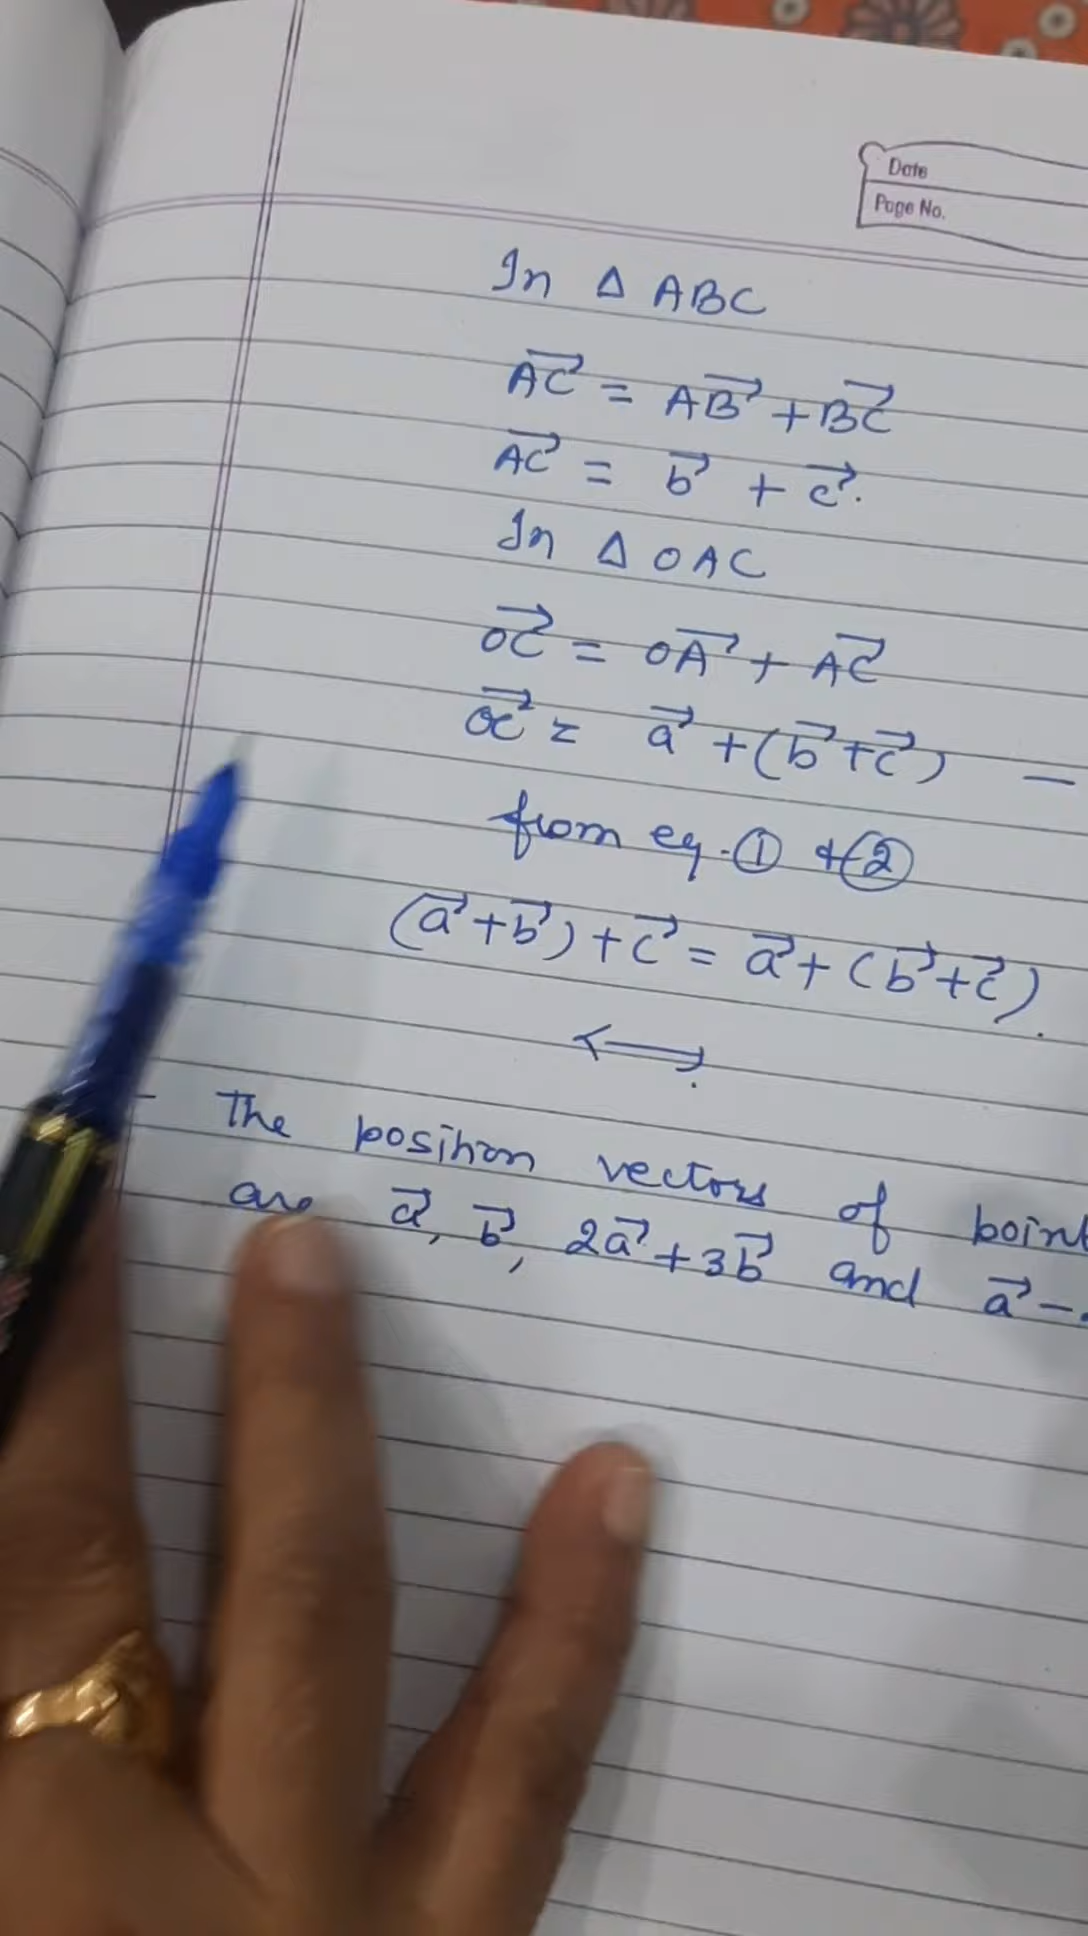 Date
Page No.
In Δ ABC
AC⃗ = AB⃗ + BC⃗
AC⃗ = b⃗ + c⃗.
In Δ OAC
OC⃗ = OA⃗ + AC⃗
OC⃗ = a⃗ + (b⃗ + c⃗) —
from eq. ① & ②
(a⃗ + b⃗) + c⃗ = a⃗ + (b⃗ + c⃗).
⟷
- The position vectors of
are a⃗, b⃗, 2a⃗ + 3b⃗ and a⃗ -